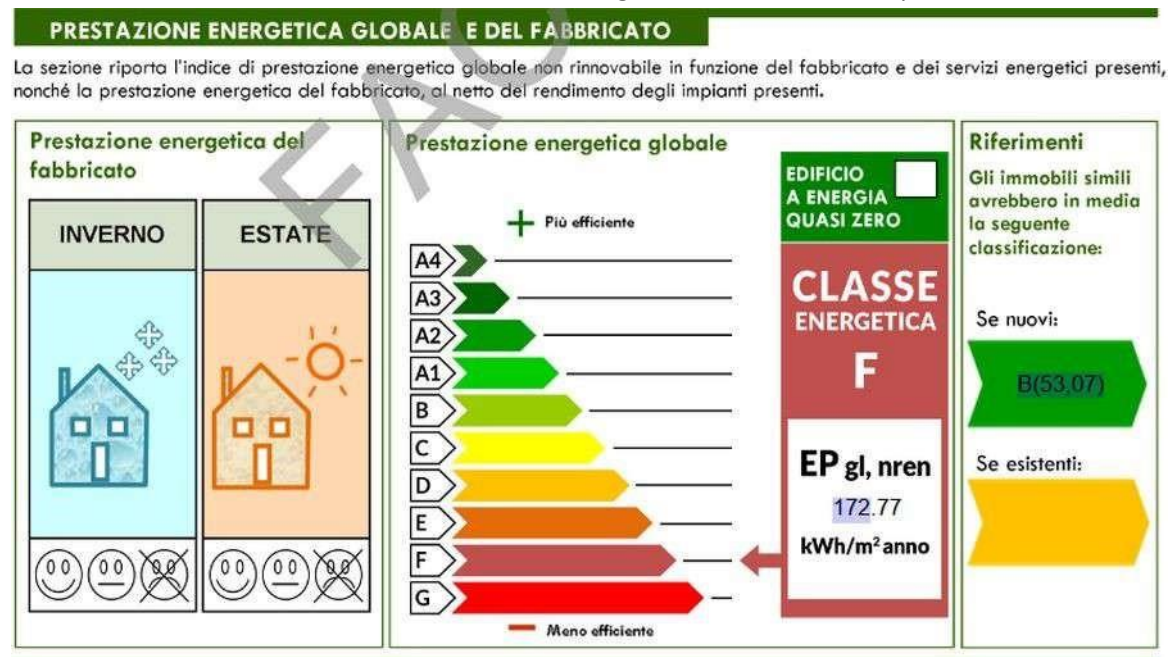 PRESTAZIONE ENERGETICA GLOBALE E DEL FABBRICATO
La sezione riporta l'indice di prestazione energetica globale non rinnovabile in funzione del fabbricato e dei servizi energetici presenti,
nonché la prestazione energetica del fabbricato, al netto del rendimento degli impianti presenti.
Prestazione energetica del
fabbricato
INVERNO
ESTATE
Prestazione energetica globale
Più efficiente
A4
A3
A2
A1
B
C
D
E
F
G
Meno efficiente
EDIFICIO
A ENERGIA
QUASI ZERO
CLASSE
ENERGETICA
F
EP gl, nren
172.77
kWh/m² anno
Riferimenti
Gli immobili simili
avrebbero in media
la seguente
classificazione:
Se nuovi:
B(53,07)
Se esistenti: